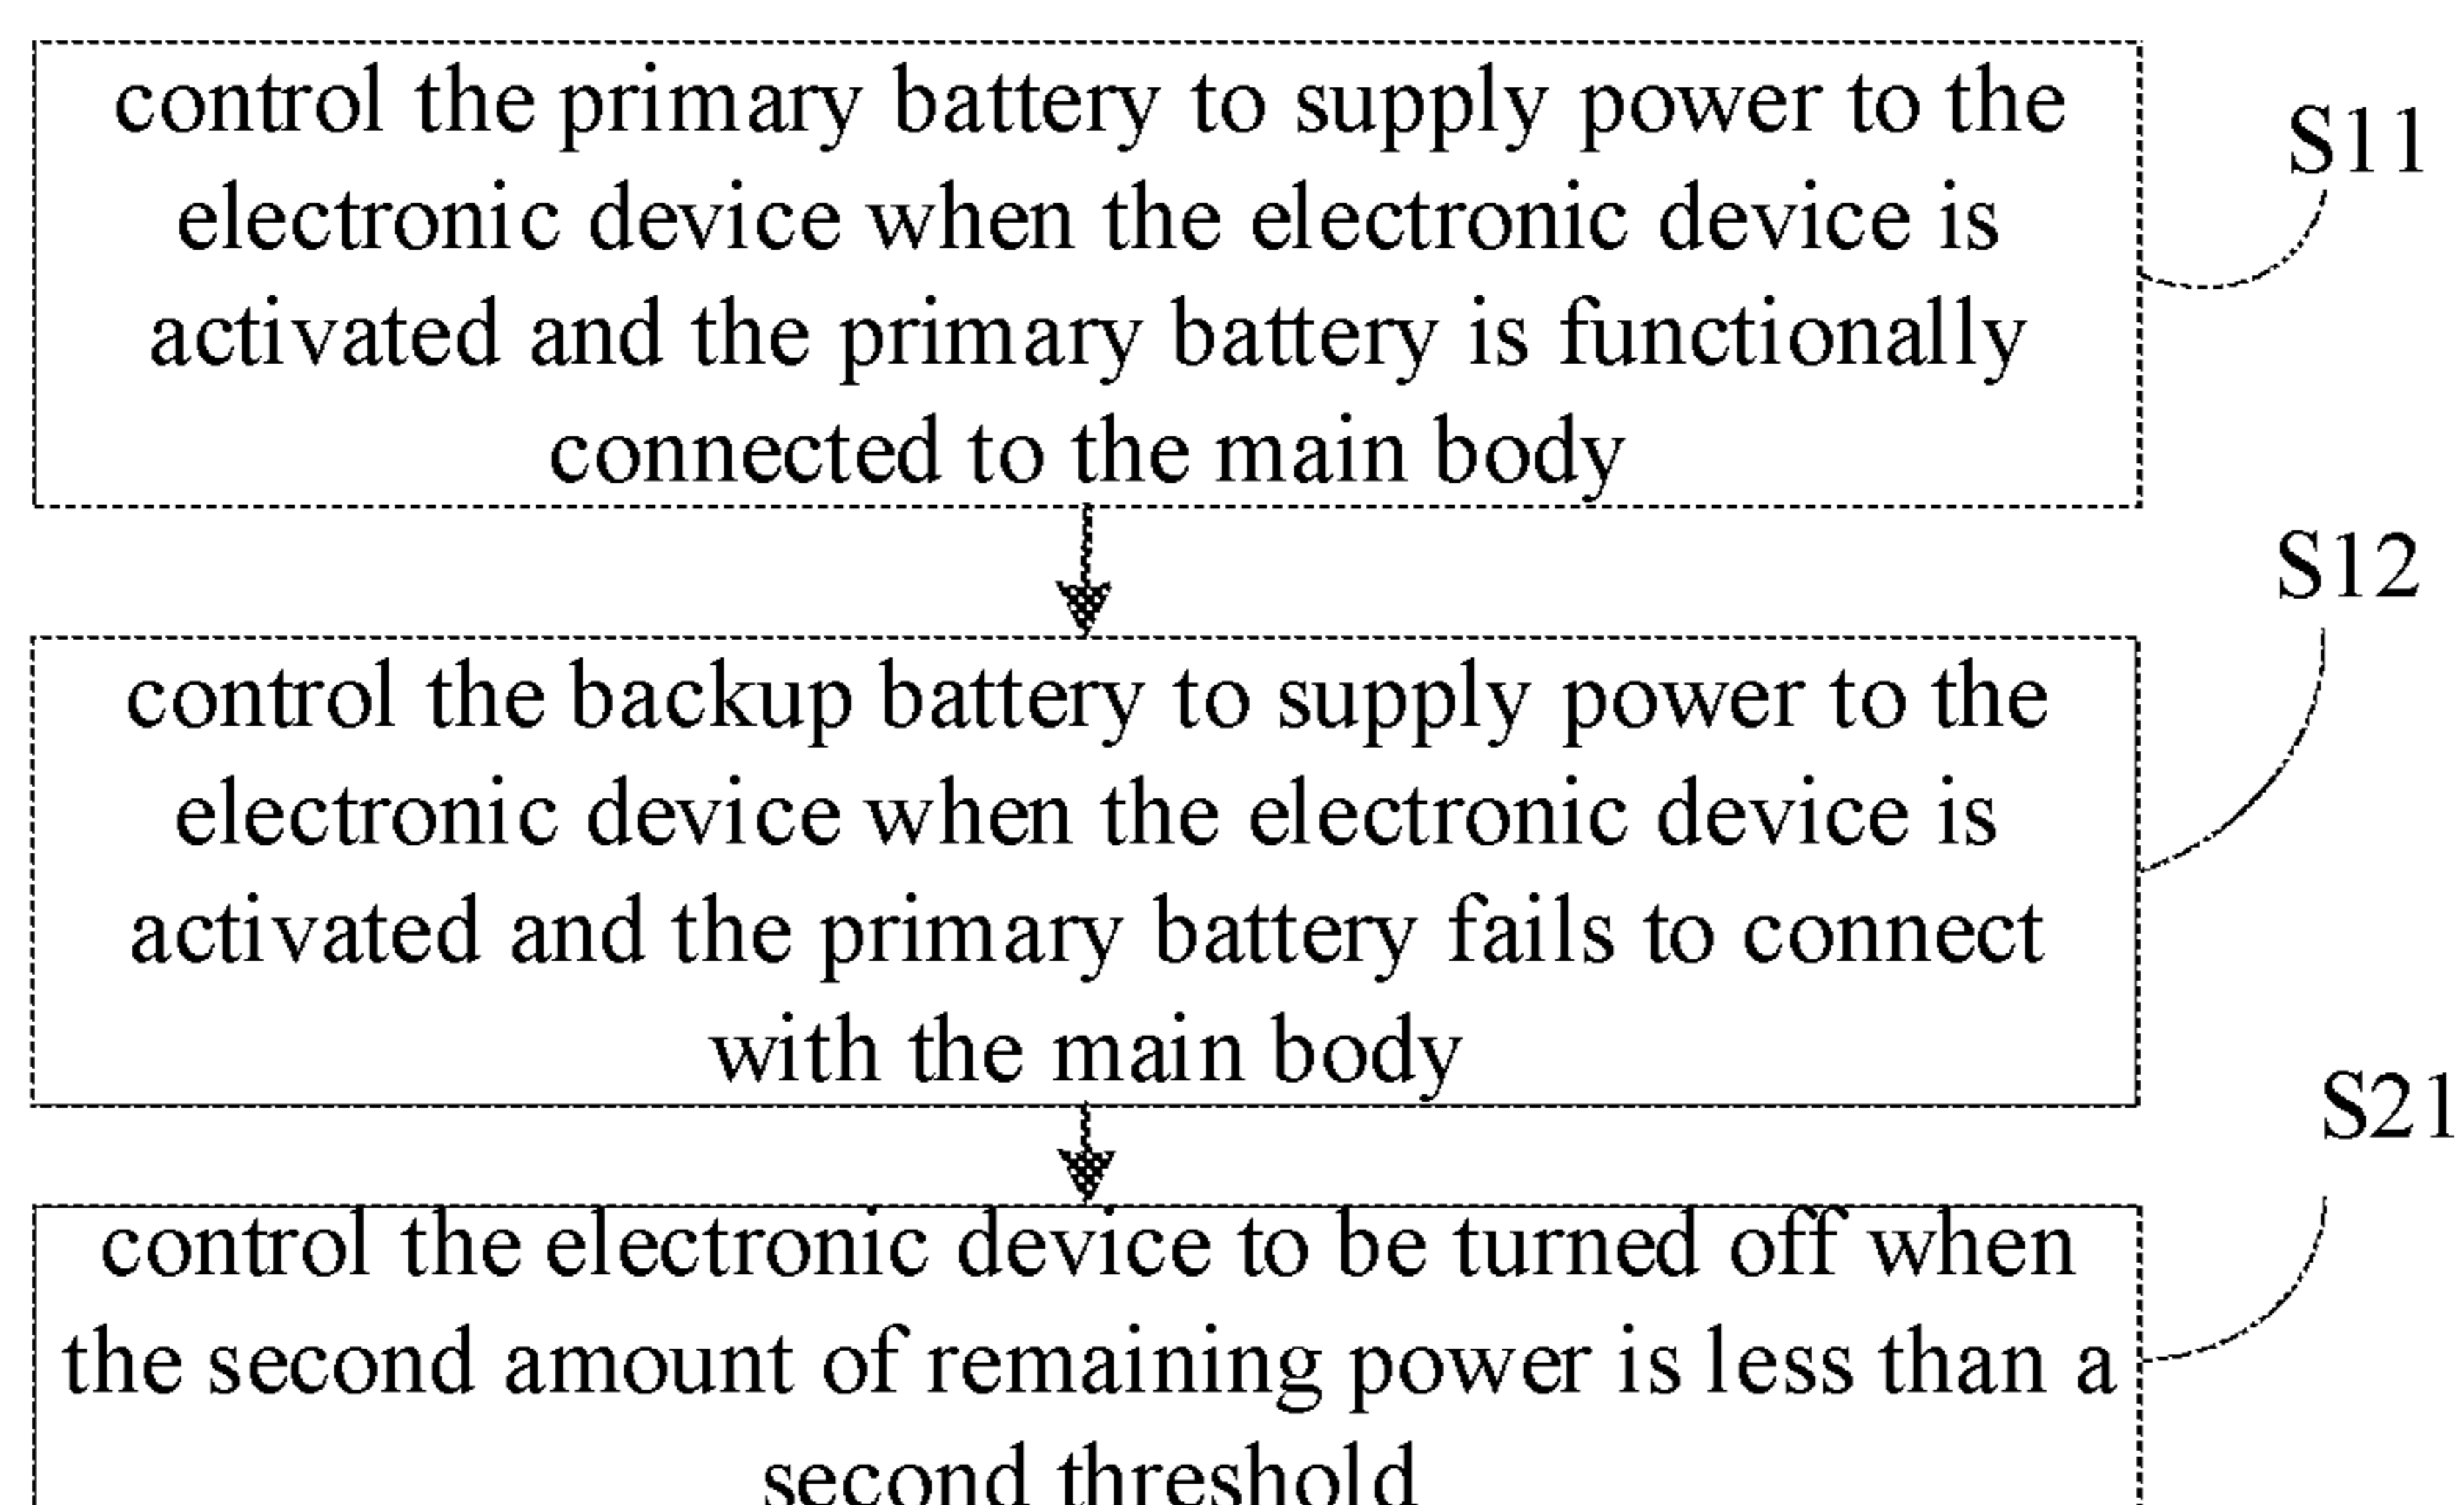 control the primary battery to supply power to the
electronic device when the electronic device is
activated and the primary battery is functionally
connected to the main body
S11
control the backup battery to supply power to the
electronic device when the electronic device is
activated and the primary battery fails to connect
with the main body
S12
control the electronic device to be turned off when
the second amount of remaining power is less than a
second threshold
S21